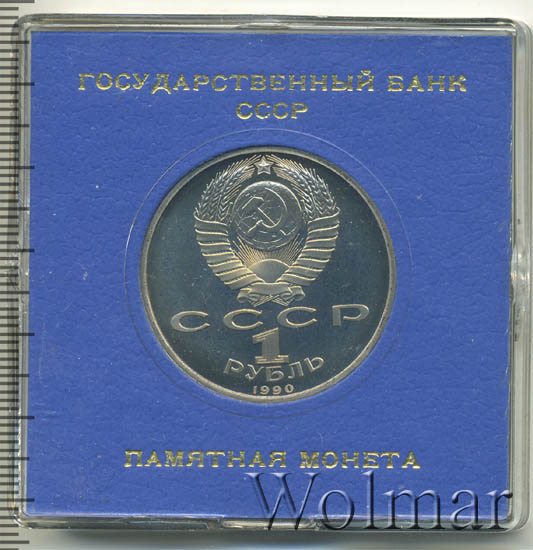 ГОСУДАРСТВЕННЫЙ БАНК
СССР
СССР
1
РУБЛЬ
1990
ПАМЯТНАЯ МОНЕТА
Wolmar